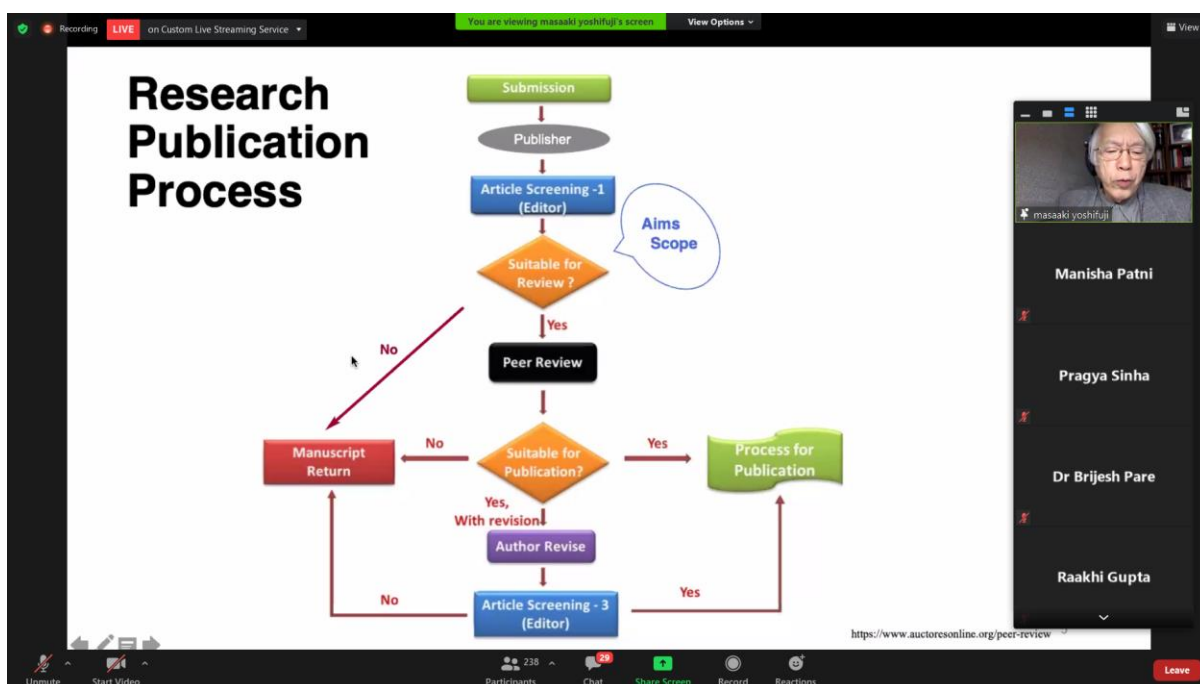 Recording
LIVE
on Custom Live Streaming Service
You are viewing masaaki yoshifuji's screen
View Options
View
Research
Publication
Process
Submission
Publisher
Article Screening -1
(Editor)
Aims
Scope
Suitable for
Review ?
Yes
No
Peer Review
Manuscript
Return
No
Suitable for
Publication?
Yes
Process for
Publication
Yes,
With revision
Author Revise
No
Article Screening - 3
(Editor)
Yes
https://www.auctoresonline.org/peer-review
masaaki yoshifuji
Manisha Patni
Pragya Sinha
Dr Brijesh Pare
Raakhi Gupta
Unmute
Start Video
238
Participants
29
Chat
Share Screen
Record
Reactions
Leave